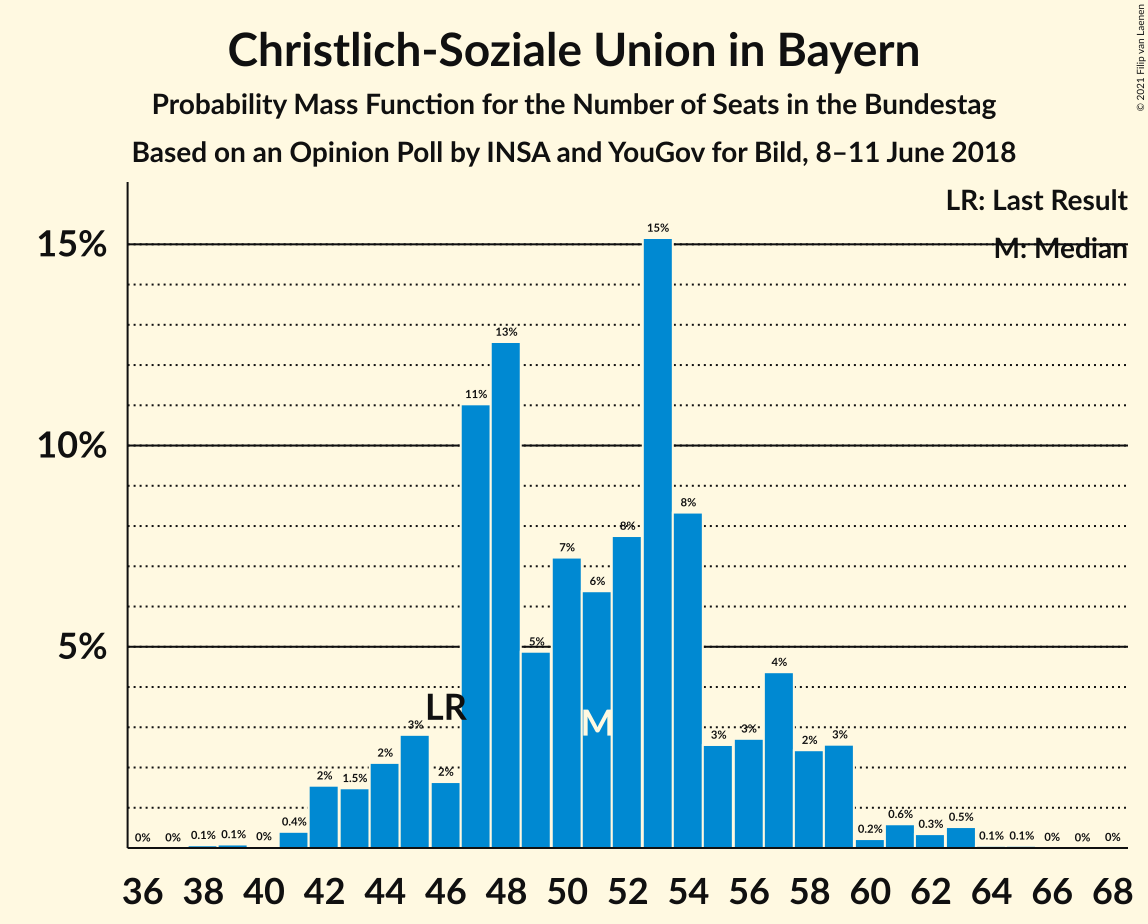 Christlich-Soziale Union in Bayern
Probability Mass Function for the Number of Seats in the Bundestag
Based on an Opinion Poll by INSA and YouGov for Bild, 8–11 June 2018
© 2021 Filip van Laenen
LR: Last Result
M: Median
15%
10%
5%
0% 0% 0.1% 0.1% 0% 0.4% 2% 1.5% 2% 3% 2% 11% 13% 5% 7% 6% 8% 15% 8% 3% 3% 4% 2% 3% 0.2% 0.6% 0.3% 0.5% 0.1% 0.1% 0% 0% 0%
LR
M
36 38 40 42 44 46 48 50 52 54 56 58 60 62 64 66 68